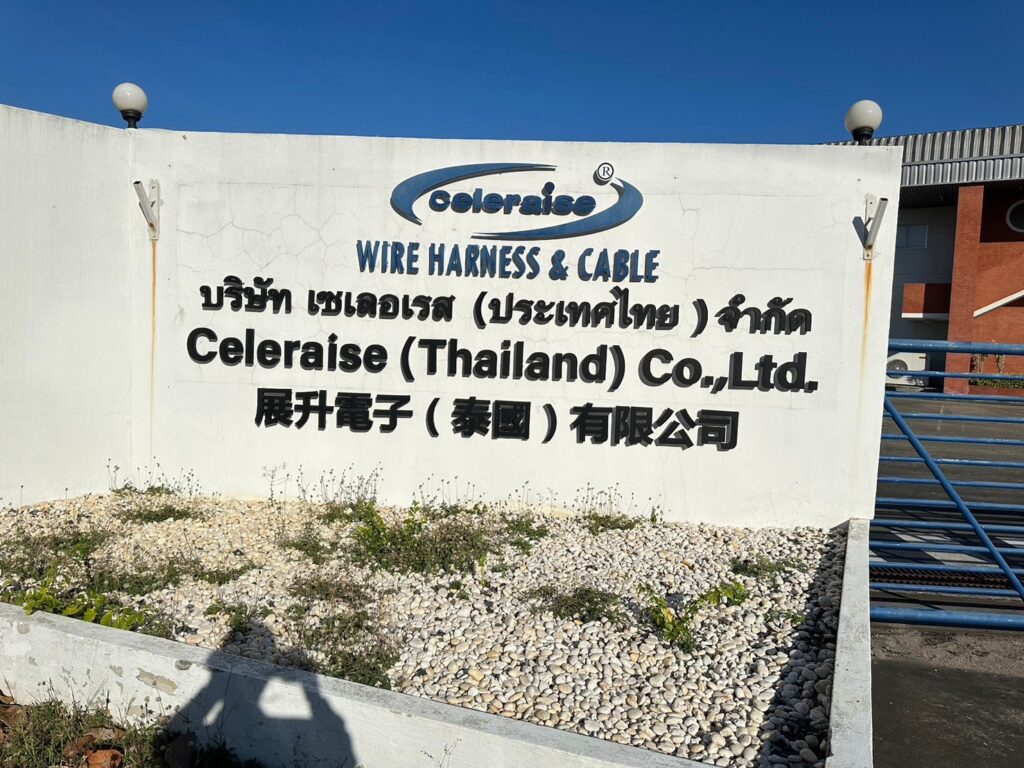 celeraise ®
WIRE HARNESS & CABLE
บริษัท เซเลอเรส (ประเทศไทย ) จำกัด
Celeraise (Thailand) Co.,Ltd.
展升電子（泰國）有限公司